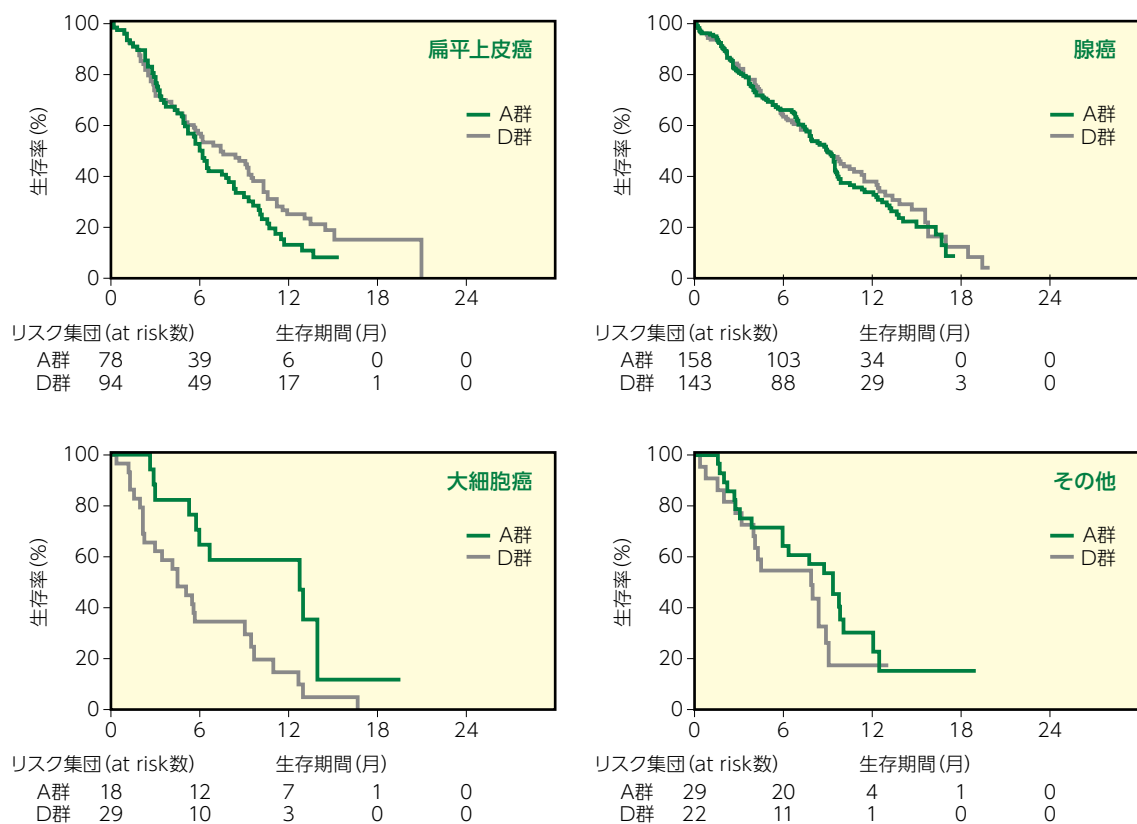 扁平上皮癌
生存率(%)
100
80
60
40
20
0
A群
D群
0 6 12 18 24
リスク集団(at risk数) 生存期間(月)
A群 78 39 6 0 0
D群 94 49 17 1 0
腺癌
生存率(%)
100
80
60
40
20
0
A群
D群
0 6 12 18 24
リスク集団(at risk数) 生存期間(月)
A群 158 103 34 0 0
D群 143 88 29 3 0
大細胞癌
生存率(%)
100
80
60
40
20
0
A群
D群
0 6 12 18 24
リスク集団(at risk数) 生存期間(月)
A群 18 12 7 1 0
D群 29 10 3 0 0
その他
生存率(%)
100
80
60
40
20
0
A群
D群
0 6 12 18 24
リスク集団(at risk数) 生存期間(月)
A群 29 20 4 1 0
D群 22 11 1 0 0